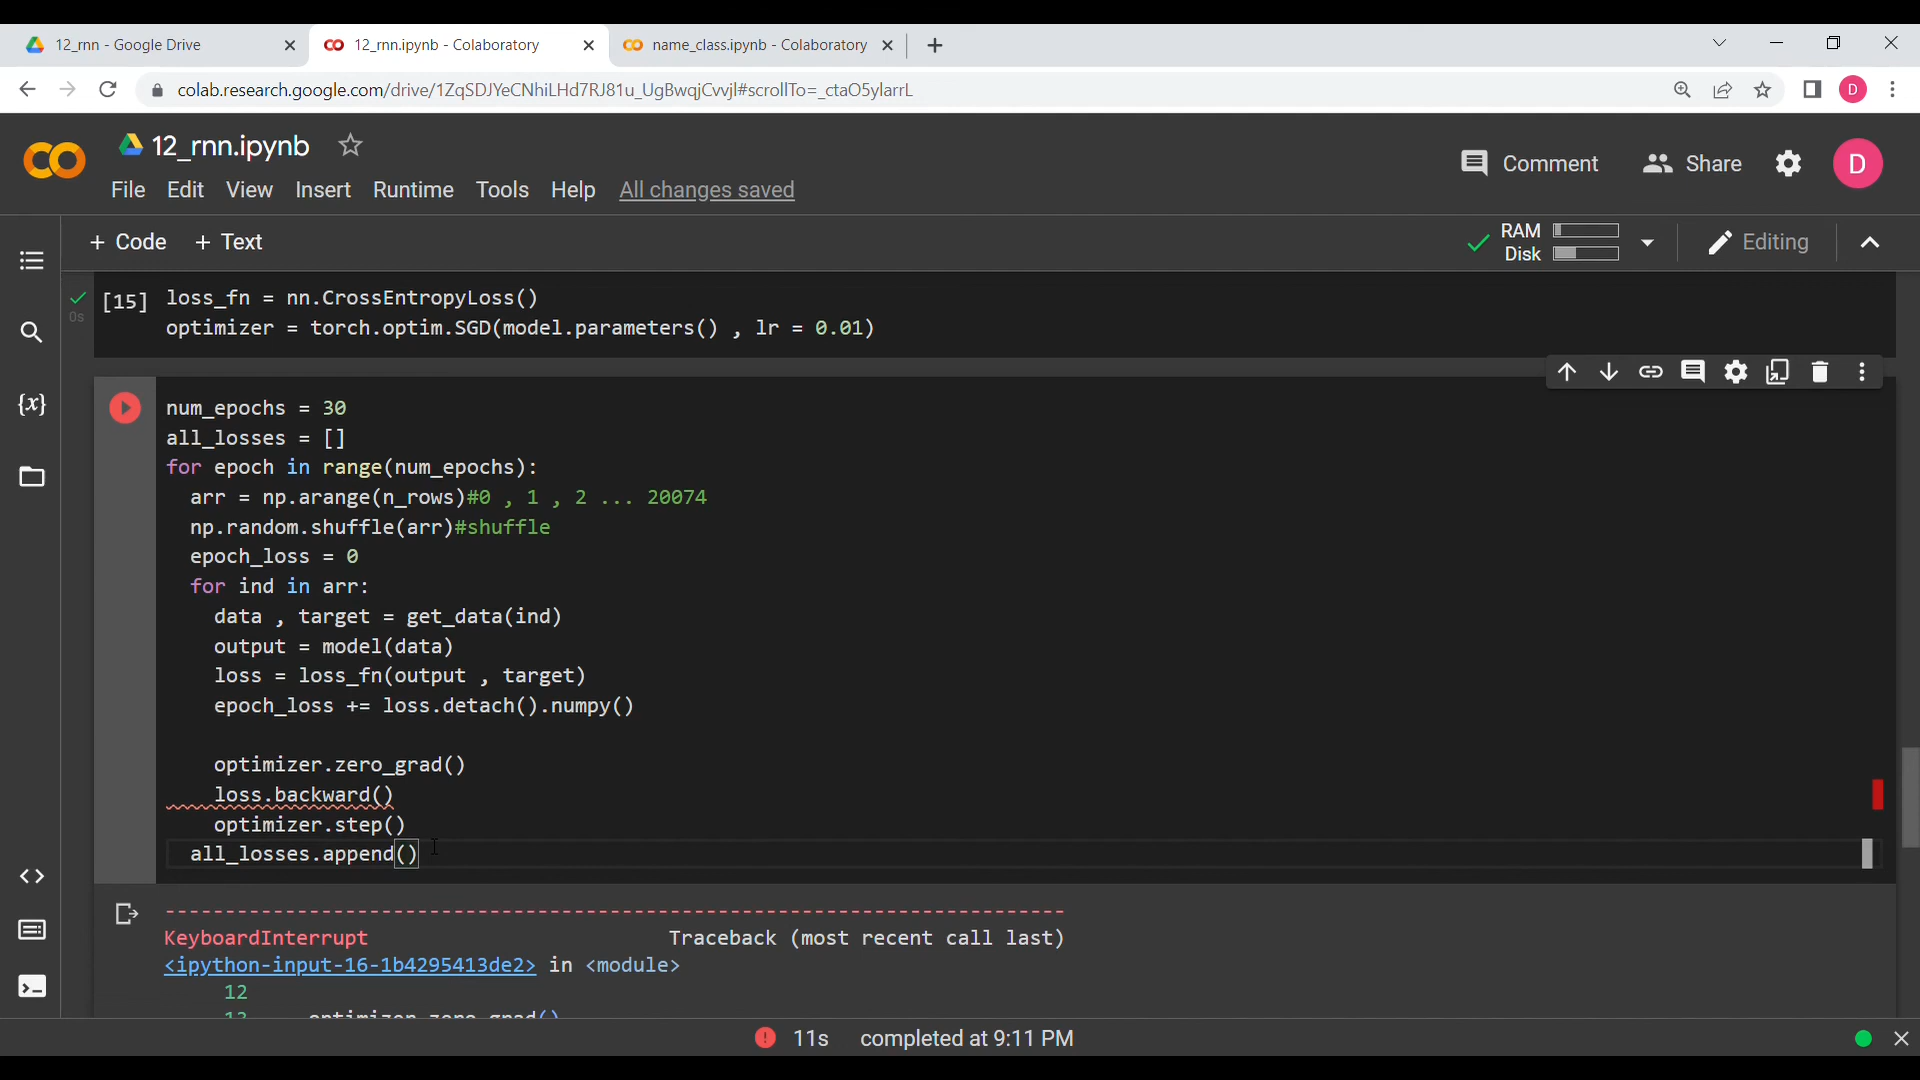 12_rnn - Google Drive
12_rnn.ipynb - Colaboratory
name_class.ipynb - Colaboratory
colab.research.google.com/drive/1ZqSDJYeCNhiLHd7RJ81u_UgBwqjCvvjl#scrollTo=_ctaO5ylarrL
D
12_rnn.ipynb
Comment
Share
D
File Edit View Insert Runtime Tools Help All changes saved
+ Code + Text
RAM
Disk
Editing
[15] loss_fn = nn.CrossEntropyLoss()
0s
optimizer = torch.optim.SGD(model.parameters() , lr = 0.01)
num_epochs = 30
all_losses = []
for epoch in range(num_epochs):
arr = np.arange(n_rows)#0 , 1 , 2 ... 20074
np.random.shuffle(arr)#shuffle
epoch_loss = 0
for ind in arr:
data , target = get_data(ind)
output = model(data)
loss = loss_fn(output , target)
epoch_loss += loss.detach().numpy()
optimizer.zero_grad()
loss.backward()
optimizer.step()
all_losses.append()
{x}
KeyboardInterrupt Traceback (most recent call last)
<ipython-input-16-1b4295413de2> in <module>
12
13 optimizer.zero_grad()
11s completed at 9:11 PM